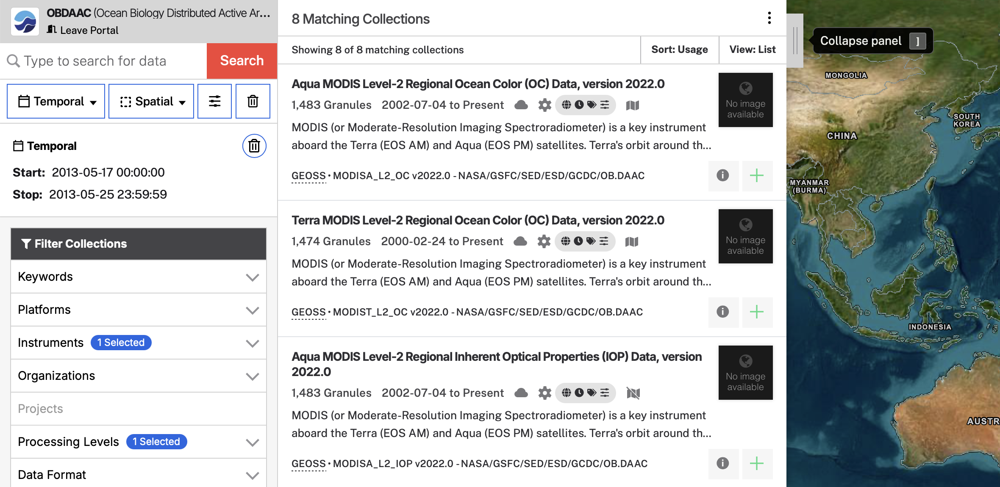 OBDAAC (Ocean Biology Distributed Active Ar...
Leave Portal
Type to search for data
Search
Temporal
Spatial
Temporal
Start: 2013-05-17 00:00:00
Stop: 2013-05-25 23:59:59
Filter Collections
Keywords
Platforms
Instruments 1 Selected
Organizations
Projects
Processing Levels 1 Selected
Data Format
8 Matching Collections
Showing 8 of 8 matching collections
Sort: Usage
View: List
Aqua MODIS Level-2 Regional Ocean Color (OC) Data, version 2022.0
1,483 Granules 2002-07-04 to Present
MODIS (or Moderate-Resolution Imaging Spectroradiometer) is a key instrument
aboard the Terra (EOS AM) and Aqua (EOS PM) satellites. Terra's orbit around th...
GEOSS • MODISA_L2_OC v2022.0 - NASA/GSFC/SED/ESD/GCDC/OB.DAAC
No image
available
Terra MODIS Level-2 Regional Ocean Color (OC) Data, version 2022.0
1,474 Granules 2000-02-24 to Present
MODIS (or Moderate-Resolution Imaging Spectroradiometer) is a key instrument
aboard the Terra (EOS AM) and Aqua (EOS PM) satellites. Terra's orbit around th...
GEOSS • MODIST_L2_OC v2022.0 - NASA/GSFC/SED/ESD/GCDC/OB.DAAC
No image
available
Aqua MODIS Level-2 Regional Inherent Optical Properties (IOP) Data, version
2022.0
1,483 Granules 2002-07-04 to Present
MODIS (or Moderate-Resolution Imaging Spectroradiometer) is a key instrument
aboard the Terra (EOS AM) and Aqua (EOS PM) satellites. Terra's orbit around th...
GEOSS • MODISA_L2_IOP v2022.0 - NASA/GSFC/SED/ESD/GCDC/OB.DAAC
No image
available
Collapse panel ]
MONGOLIA
SOUTH
KOREA
CHINA
MYANMAR
(BURMA)
INDONESIA
AUSTR